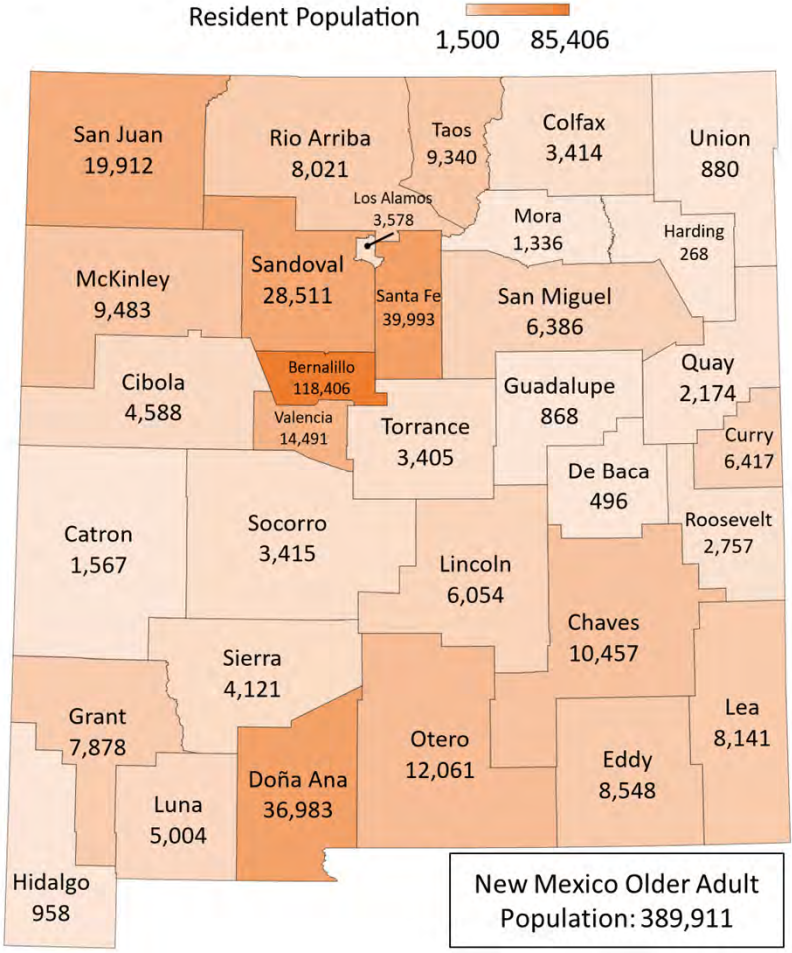 Resident Population
1,500 85,406
San Juan
19,912
Rio Arriba
8,021
Taos
9,340
Colfax
3,414
Union
880
Los Alamos
3,578
Mora
1,336
Harding
268
McKinley
9,483
Sandoval
28,511
Santa Fe
39,993
San Miguel
6,386
Cibola
4,588
Bernalillo
118,406
Valencia
14,491
Torrance
3,405
Guadalupe
868
Quay
2,174
Curry
6,417
De Baca
496
Roosevelt
2,757
Catron
1,567
Socorro
3,415
Lincoln
6,054
Chaves
10,457
Sierra
4,121
Grant
7,878
Luna
5,004
Doña Ana
36,983
Otero
12,061
Eddy
8,548
Lea
8,141
Hidalgo
958
New Mexico Older Adult
Population: 389,911